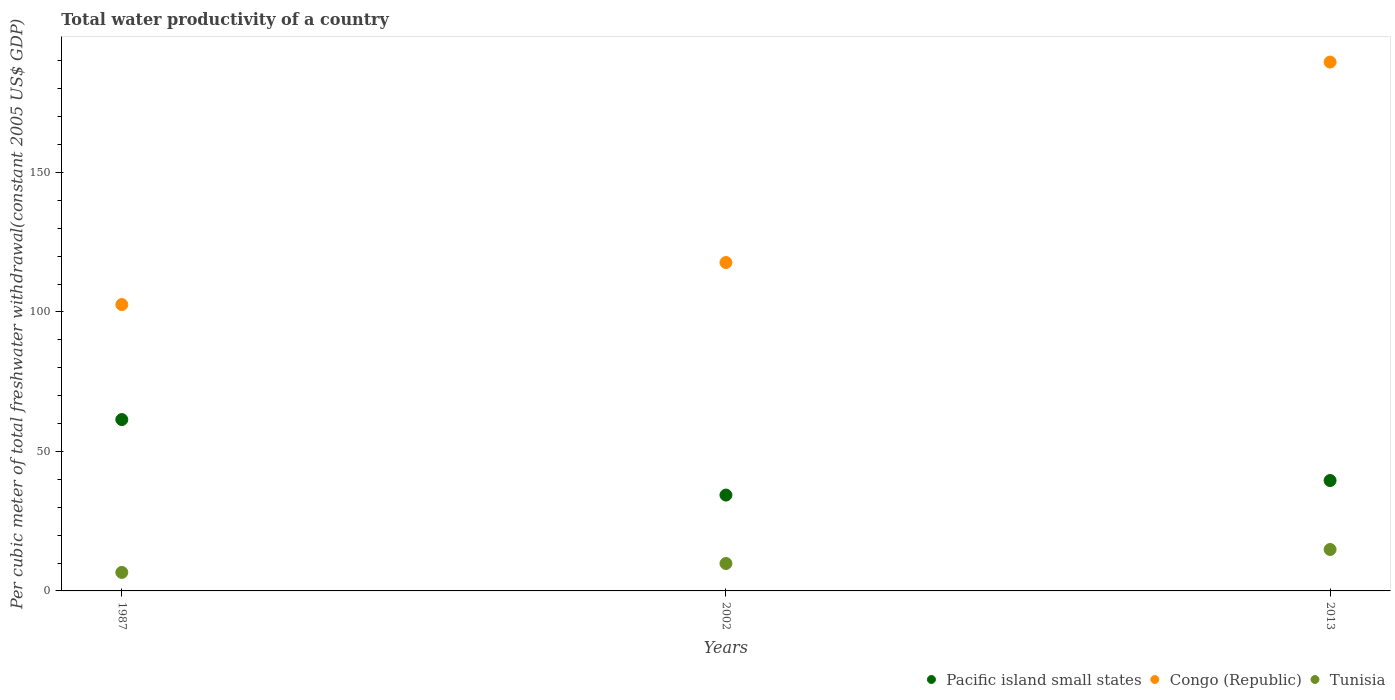 Total water productivity of a country
Per cubic meter of total freshwater withdrawal(constant 2005 US$ GDP)
150
100
50
0
1987
2002
2013
Years
Pacific island small states
Congo (Republic)
Tunisia